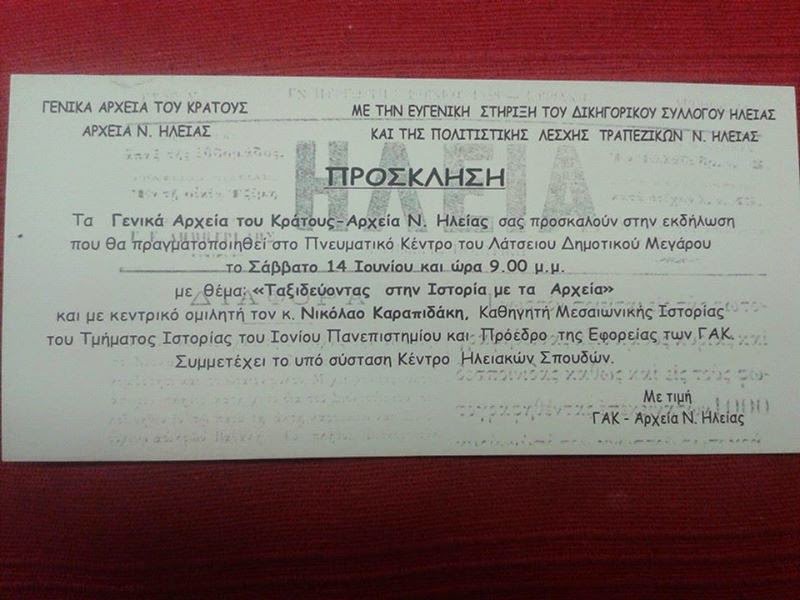 ΓΕΝΙΚΑ ΑΡΧΕΙΑ ΤΟΥ ΚΡΑΤΟΥΣ
ΑΡΧΕΙΑ Ν. ΗΛΕΙΑΣ
ΜΕ ΤΗΝ ΕΥΓΕΝΙΚΗ ΣΤΗΡΙΞΗ ΤΟΥ ΔΙΚΗΓΟΡΙΚΟΥ ΣΥΛΛΟΓΟΥ ΗΛΕΙΑΣ
ΚΑΙ ΤΗΣ ΠΟΛΙΤΙΣΤΙΚΗΣ ΛΕΣΧΗΣ ΤΡΑΠΕΖΙΚΩΝ Ν. ΗΛΕΙΑΣ
ΗΛΕΙΑ
ΠΡΟΣΚΛΗΣΗ
Τα Γενικά Αρχεία του Κράτους-Αρχεία Ν. Ηλείας σας προσκαλούν στην εκδήλωση
που θα πραγματοποιηθεί στο Πνευματικό Κέντρο του Λάτσειου Δημοτικού Μεγάρου
το Σάββατο 14 Ιουνίου και ώρα 9.00 μ.μ.
με θέμα: «Ταξιδεύοντας στην Ιστορία με τα Αρχεία»
και με κεντρικό ομιλητή τον κ. Νικόλαο Καραπιδάκη, Καθηγητή Μεσαιωνικής Ιστορίας
του Τμήματος Ιστορίας του Ιονίου Πανεπιστημίου και Πρόεδρο της Εφορείας των ΓΑΚ.
Συμμετέχει το υπό σύσταση Κέντρο Ηλειακών Σπουδών.
Με τιμή
ΓΑΚ - Αρχεία Ν. Ηλείας